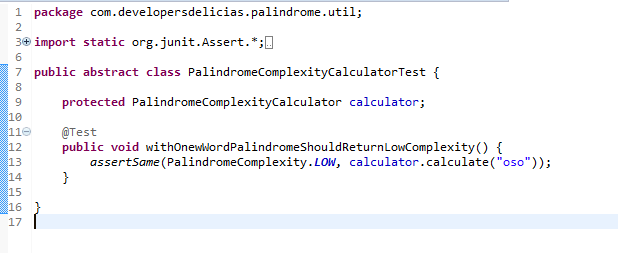 1 package com.developersdelicias.palindrome.util;
2
3 import static org.junit.Assert.*;
6
7 public abstract class PalindromeComplexityCalculatorTest {
8
9 protected PalindromeComplexityCalculator calculator;
10
11 @Test
12 public void withOnewWordPalindromeShouldReturnLowComplexity() {
13 assertSame(PalindromeComplexity.LOW, calculator.calculate("oso"));
14 }
15
16 }
17